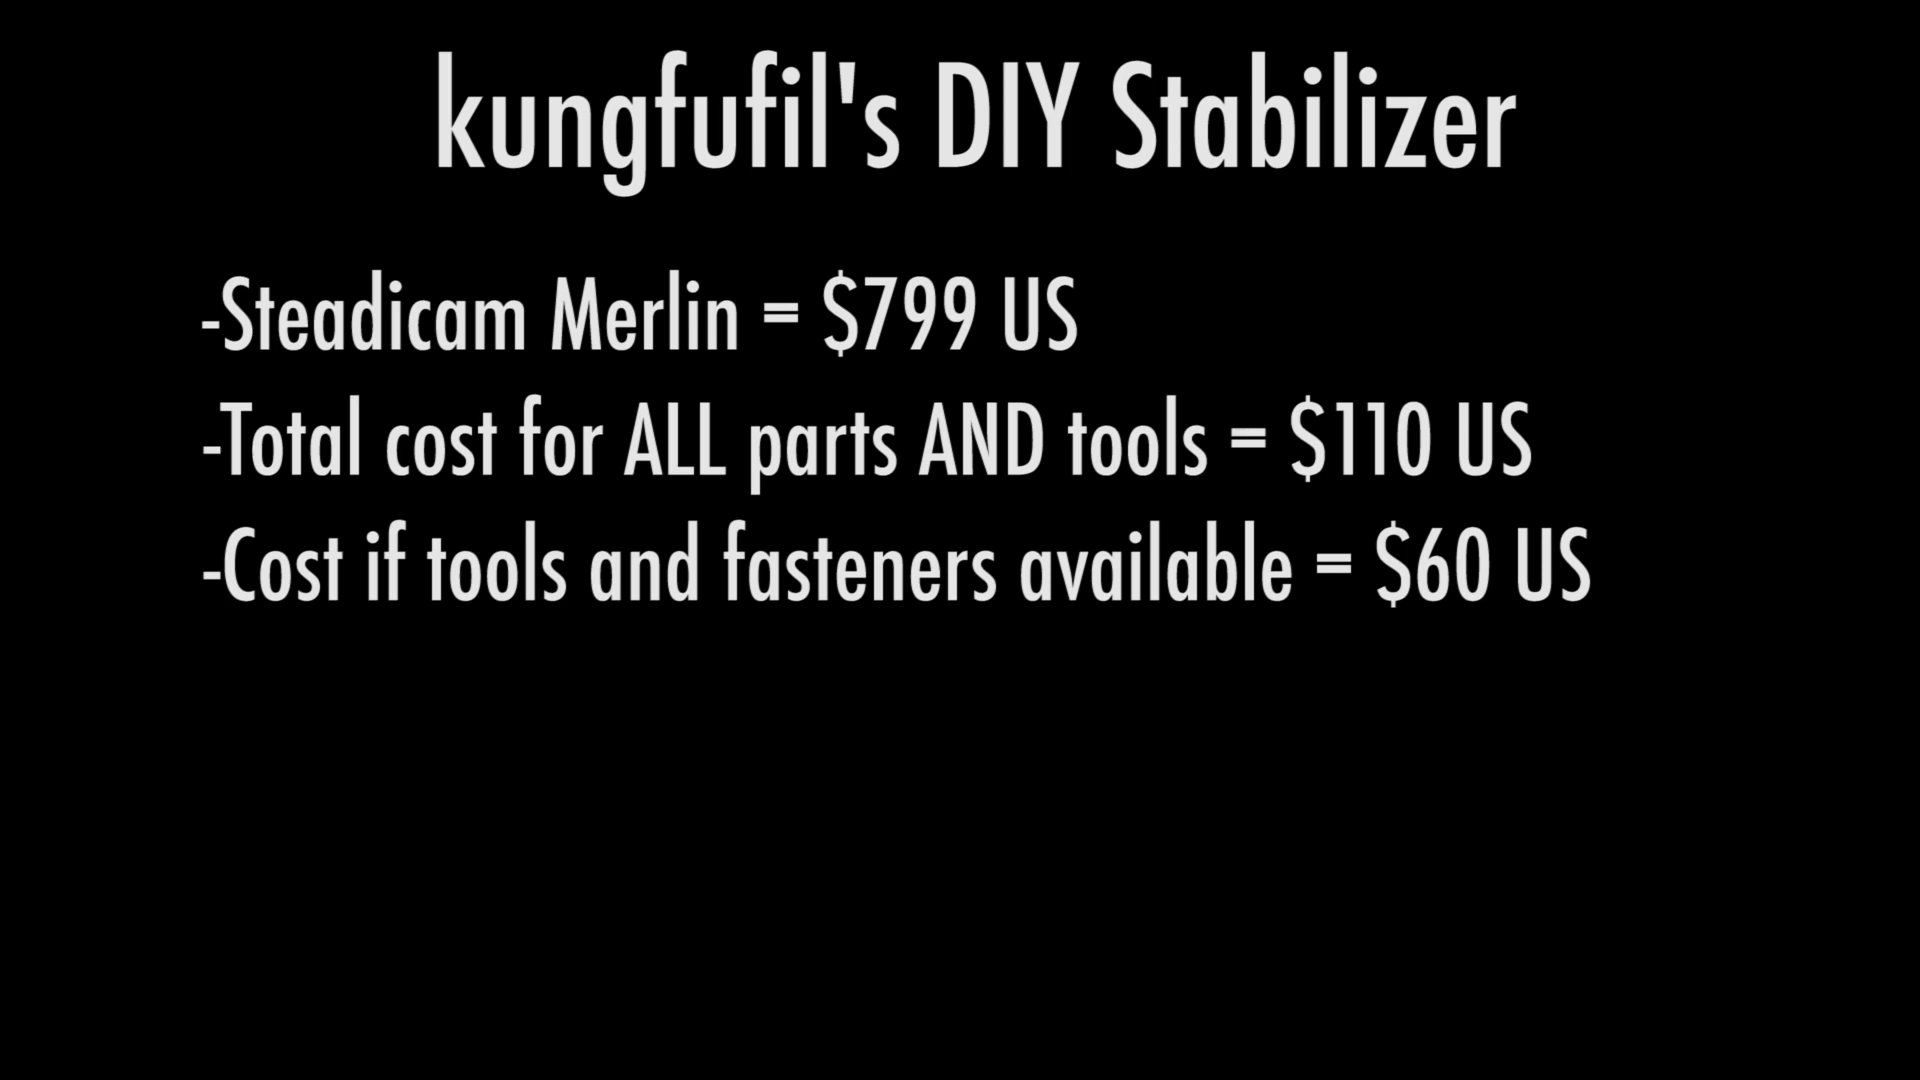 kungfufil's DIY Stabilizer
-Steadicam Merlin = $799 US
-Total cost for ALL parts AND tools = $110 US
-Cost if tools and fasteners available = $60 US